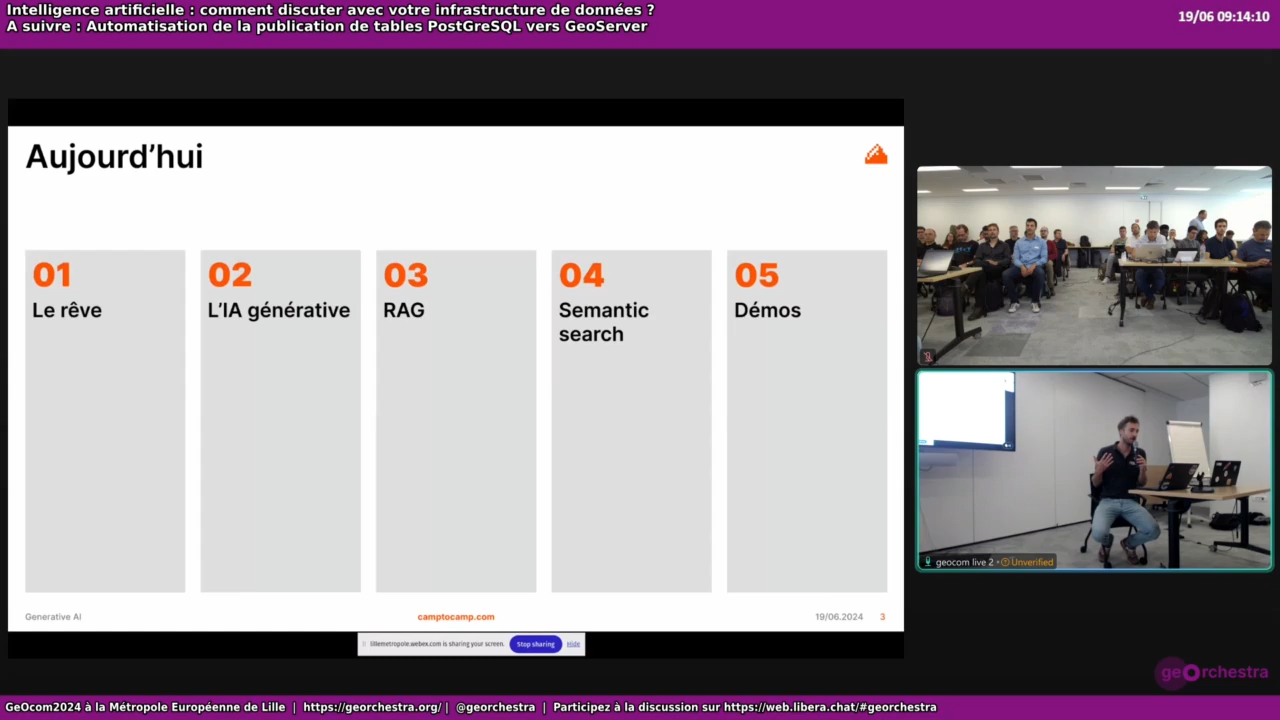 Intelligence artificielle : comment discuter avec votre infrastructure de données ?
A suivre : Automatisation de la publication de tables PostGreSQL vers GeoServer
19/06 09:14:10
Aujourd’hui
01
Le rêve
02
L’IA générative
03
RAG
04
Semantic
search
05
Démos
Generative AI
camptocamp.com
19/06.2024
3
lillemetropole.webex.com is sharing your screen.
Stop sharing
Hide
geocom live 2 • Unverified
geOrchestra
GeOcom2024 à la Métropole Européenne de Lille | https://georchestra.org/ | @georchestra | Participez à la discussion sur https://web.libera.chat/#georchestra